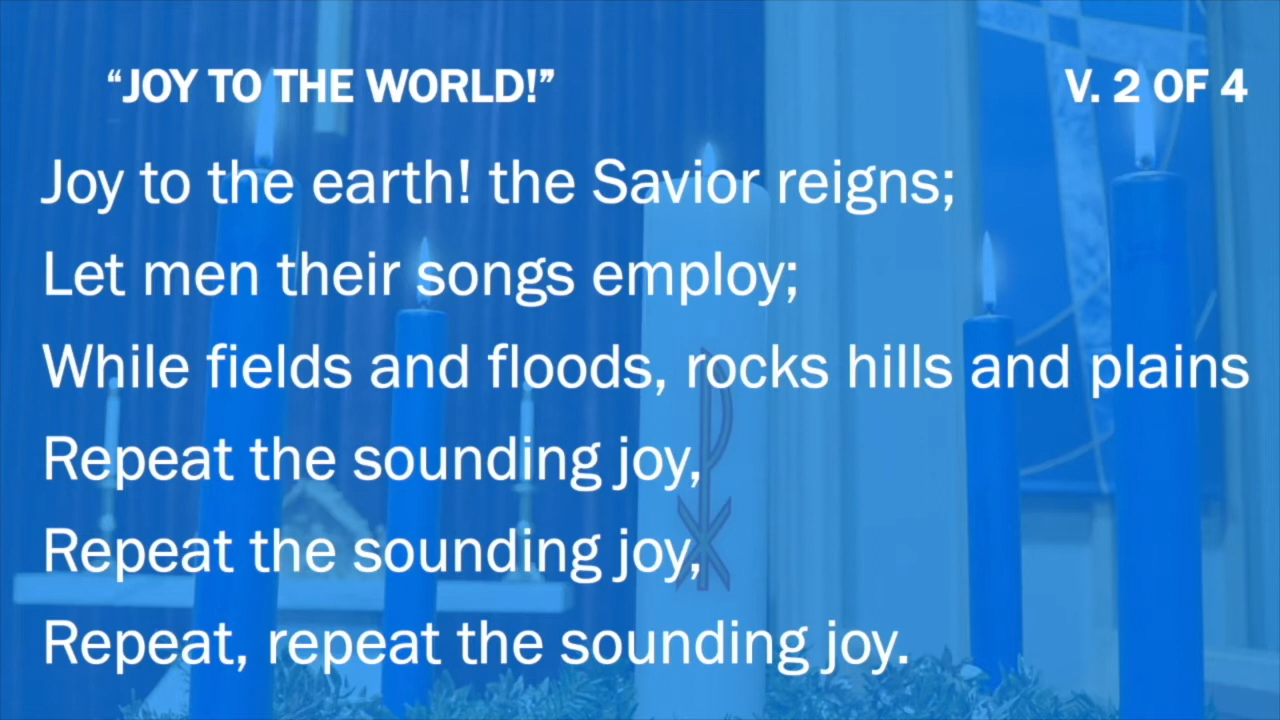 “JOY TO THE WORLD!” V. 2 OF 4
Joy to the earth! the Savior reigns;
Let men their songs employ;
While fields and floods, rocks hills and plains
Repeat the sounding joy,
Repeat the sounding joy,
Repeat, repeat the sounding joy.